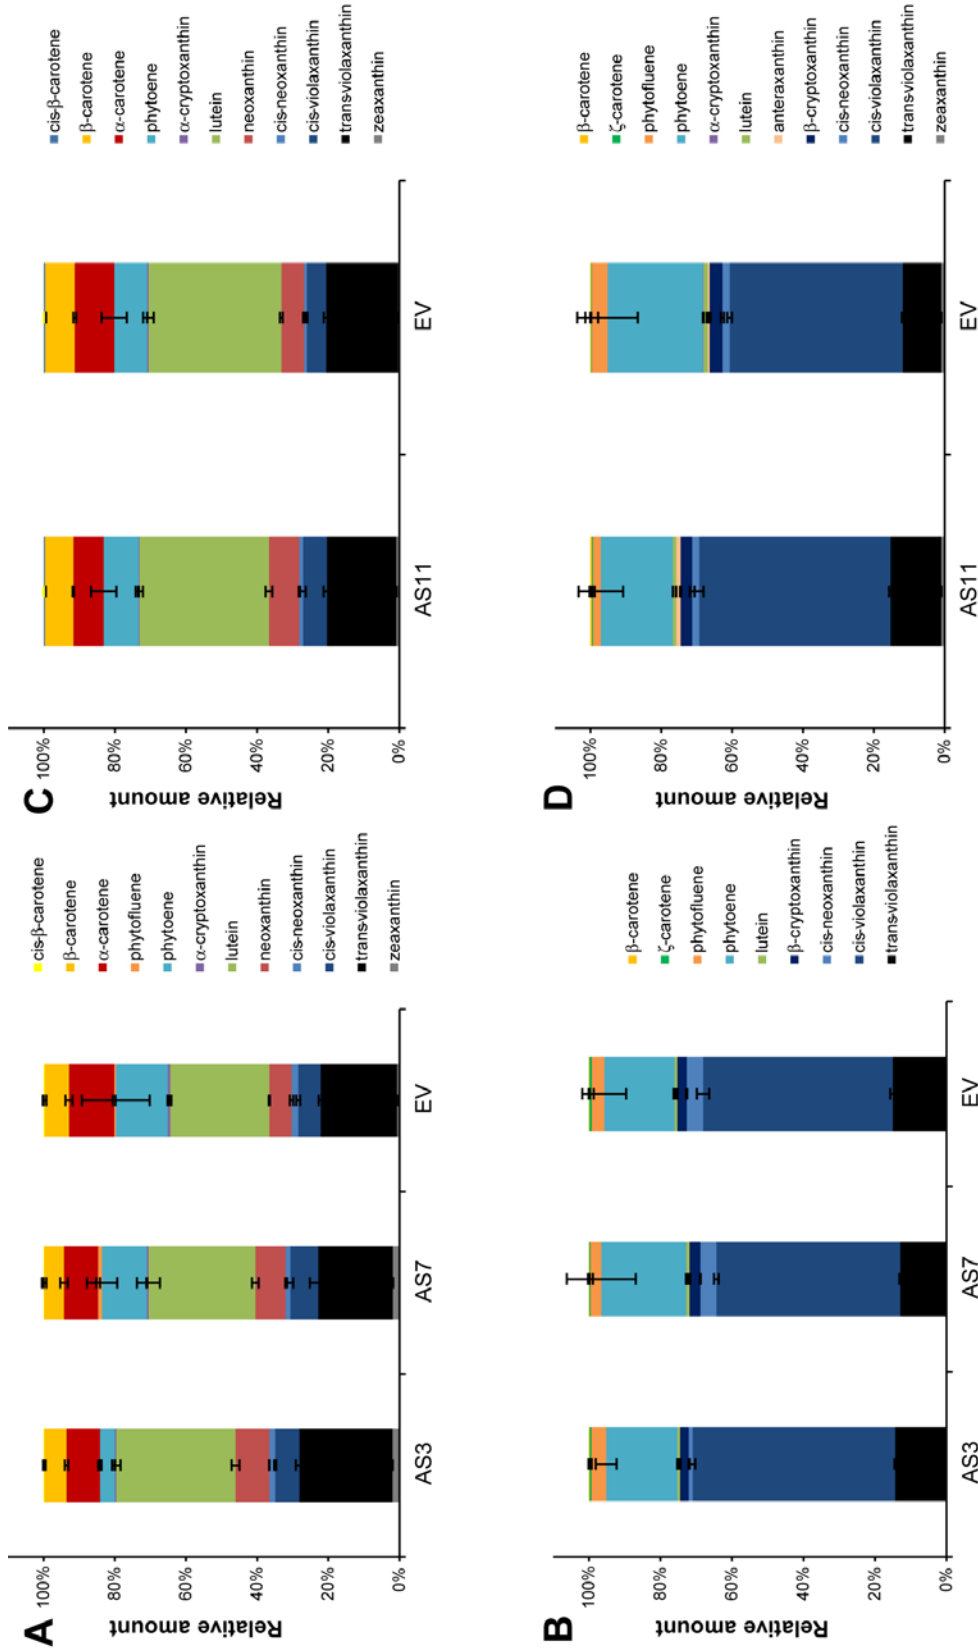 A
Relative amount
100%
80%
60%
40%
20%
0%
AS3
AS7
EV
cis-β-carotene
β-carotene
α-carotene
phytofluene
phytoene
α-cryptoxanthin
lutein
neoxanthin
cis-neoxanthin
cis-violaxanthin
trans-violaxanthin
zeaxanthin
B
Relative amount
100%
80%
60%
40%
20%
0%
AS3
AS7
EV
β-carotene
ζ-carotene
phytofluene
phytoene
lutein
β-cryptoxanthin
cis-neoxanthin
cis-violaxanthin
trans-violaxanthin
C
Relative amount
100%
80%
60%
40%
20%
0%
AS11
EV
cis-β-carotene
β-carotene
α-carotene
phytoene
α-cryptoxanthin
lutein
neoxanthin
cis-neoxanthin
cis-violaxanthin
trans-violaxanthin
zeaxanthin
D
Relative amount
100%
80%
60%
40%
20%
0%
AS11
EV
β-carotene
ζ-carotene
phytofluene
phytoene
α-cryptoxanthin
lutein
anteraxanthin
β-cryptoxanthin
cis-neoxanthin
cis-violaxanthin
trans-violaxanthin
zeaxanthin